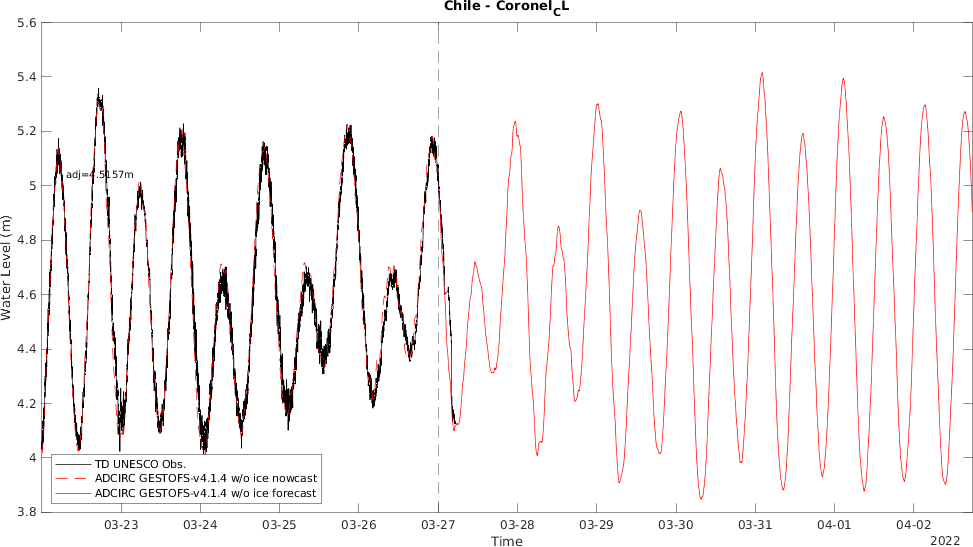 Chile - Coronel_CL
5.6
5.4
5.2
5
4.8
4.6
4.4
4.2
4
3.8
Water Level (m)
adj=4.5157m
TD UNESCO Obs.
ADCIRC GESTOFS-v4.1.4 w/o ice nowcast
ADCIRC GESTOFS-v4.1.4 w/o ice forecast
03-23 03-24 03-25 03-26 03-27 03-28 03-29 03-30 03-31 04-01 04-02
Time
2022